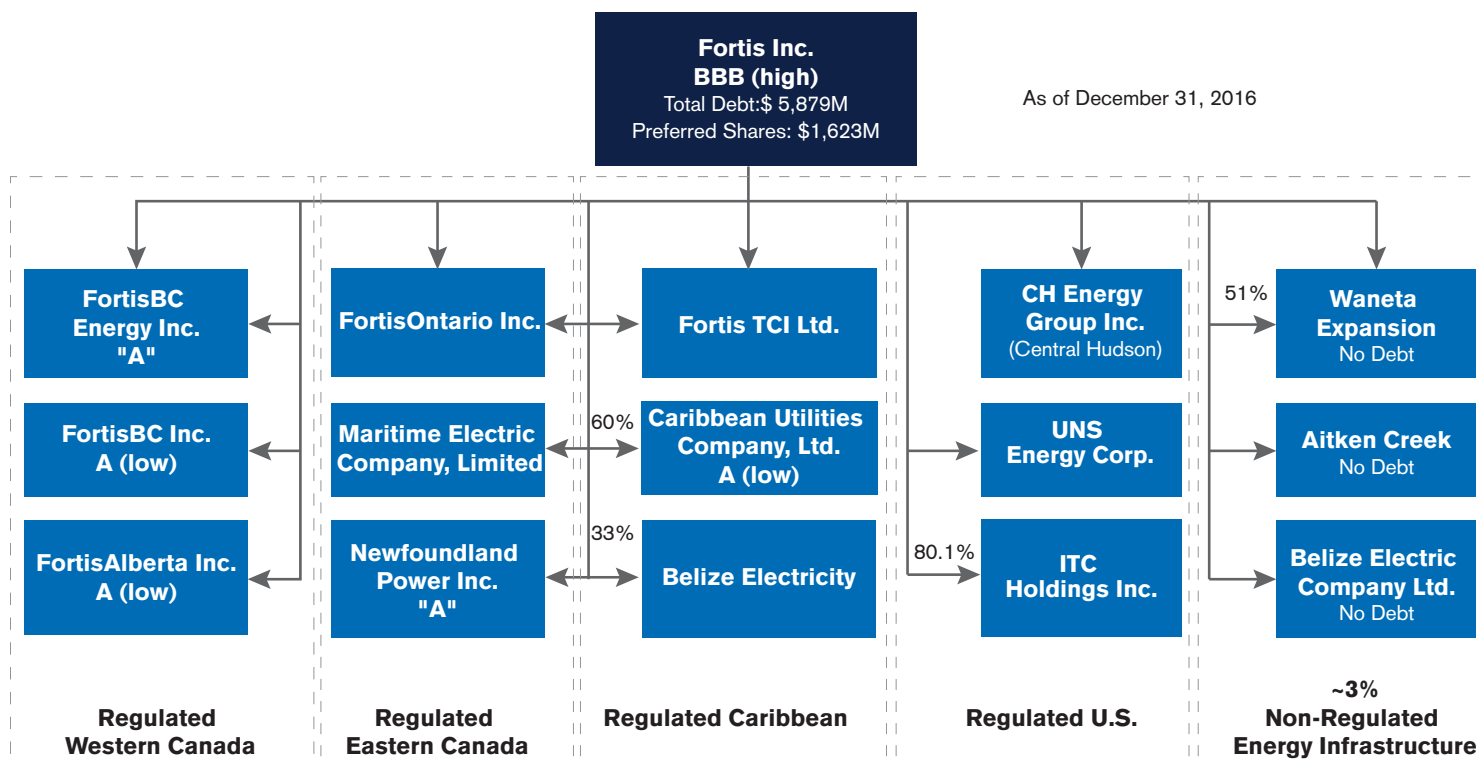 Fortis Inc.
BBB (high)
Total Debt:$ 5,879M
Preferred Shares: $1,623M
As of December 31, 2016
FortisBC
Energy Inc.
"A"
FortisBC Inc.
A (low)
FortisAlberta Inc.
A (low)
Regulated
Western Canada
FortisOntario Inc.
Maritime Electric
Company, Limited
Newfoundland
Power Inc.
"A"
Regulated
Eastern Canada
Fortis TCI Ltd.
60%
Caribbean Utilities
Company, Ltd.
A (low)
33%
Belize Electricity
Regulated Caribbean
CH Energy
Group Inc.
(Central Hudson)
UNS
Energy Corp.
80.1%
ITC
Holdings Inc.
Regulated U.S.
51%
Waneta
Expansion
No Debt
Aitken Creek
No Debt
Belize Electric
Company Ltd.
No Debt
~3%
Non-Regulated
Energy Infrastructure